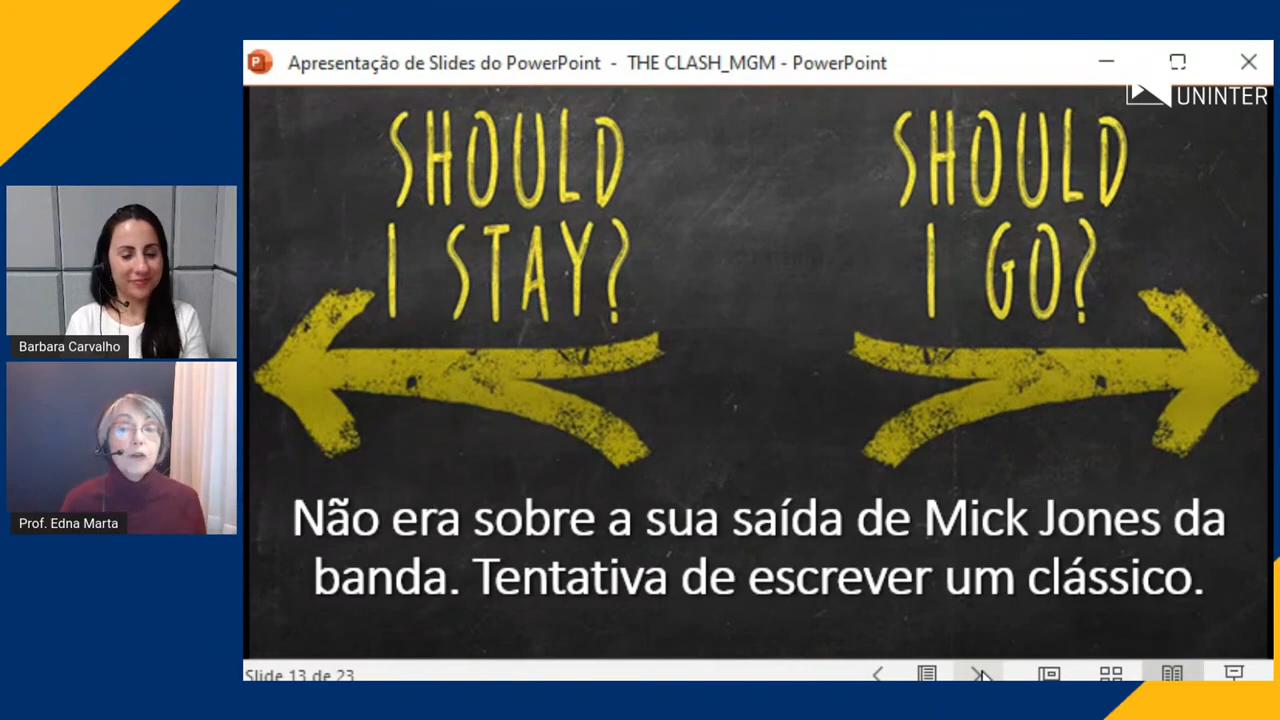 Apresentação de Slides do PowerPoint - THE CLASH_MGM - PowerPoint
UNINTER
SHOULD
I STAY?
SHOULD
I GO?
Barbara Carvalho
Prof. Edna Marta
Não era sobre a sua saída de Mick Jones da
banda. Tentativa de escrever um clássico.
Slide 13 de 23